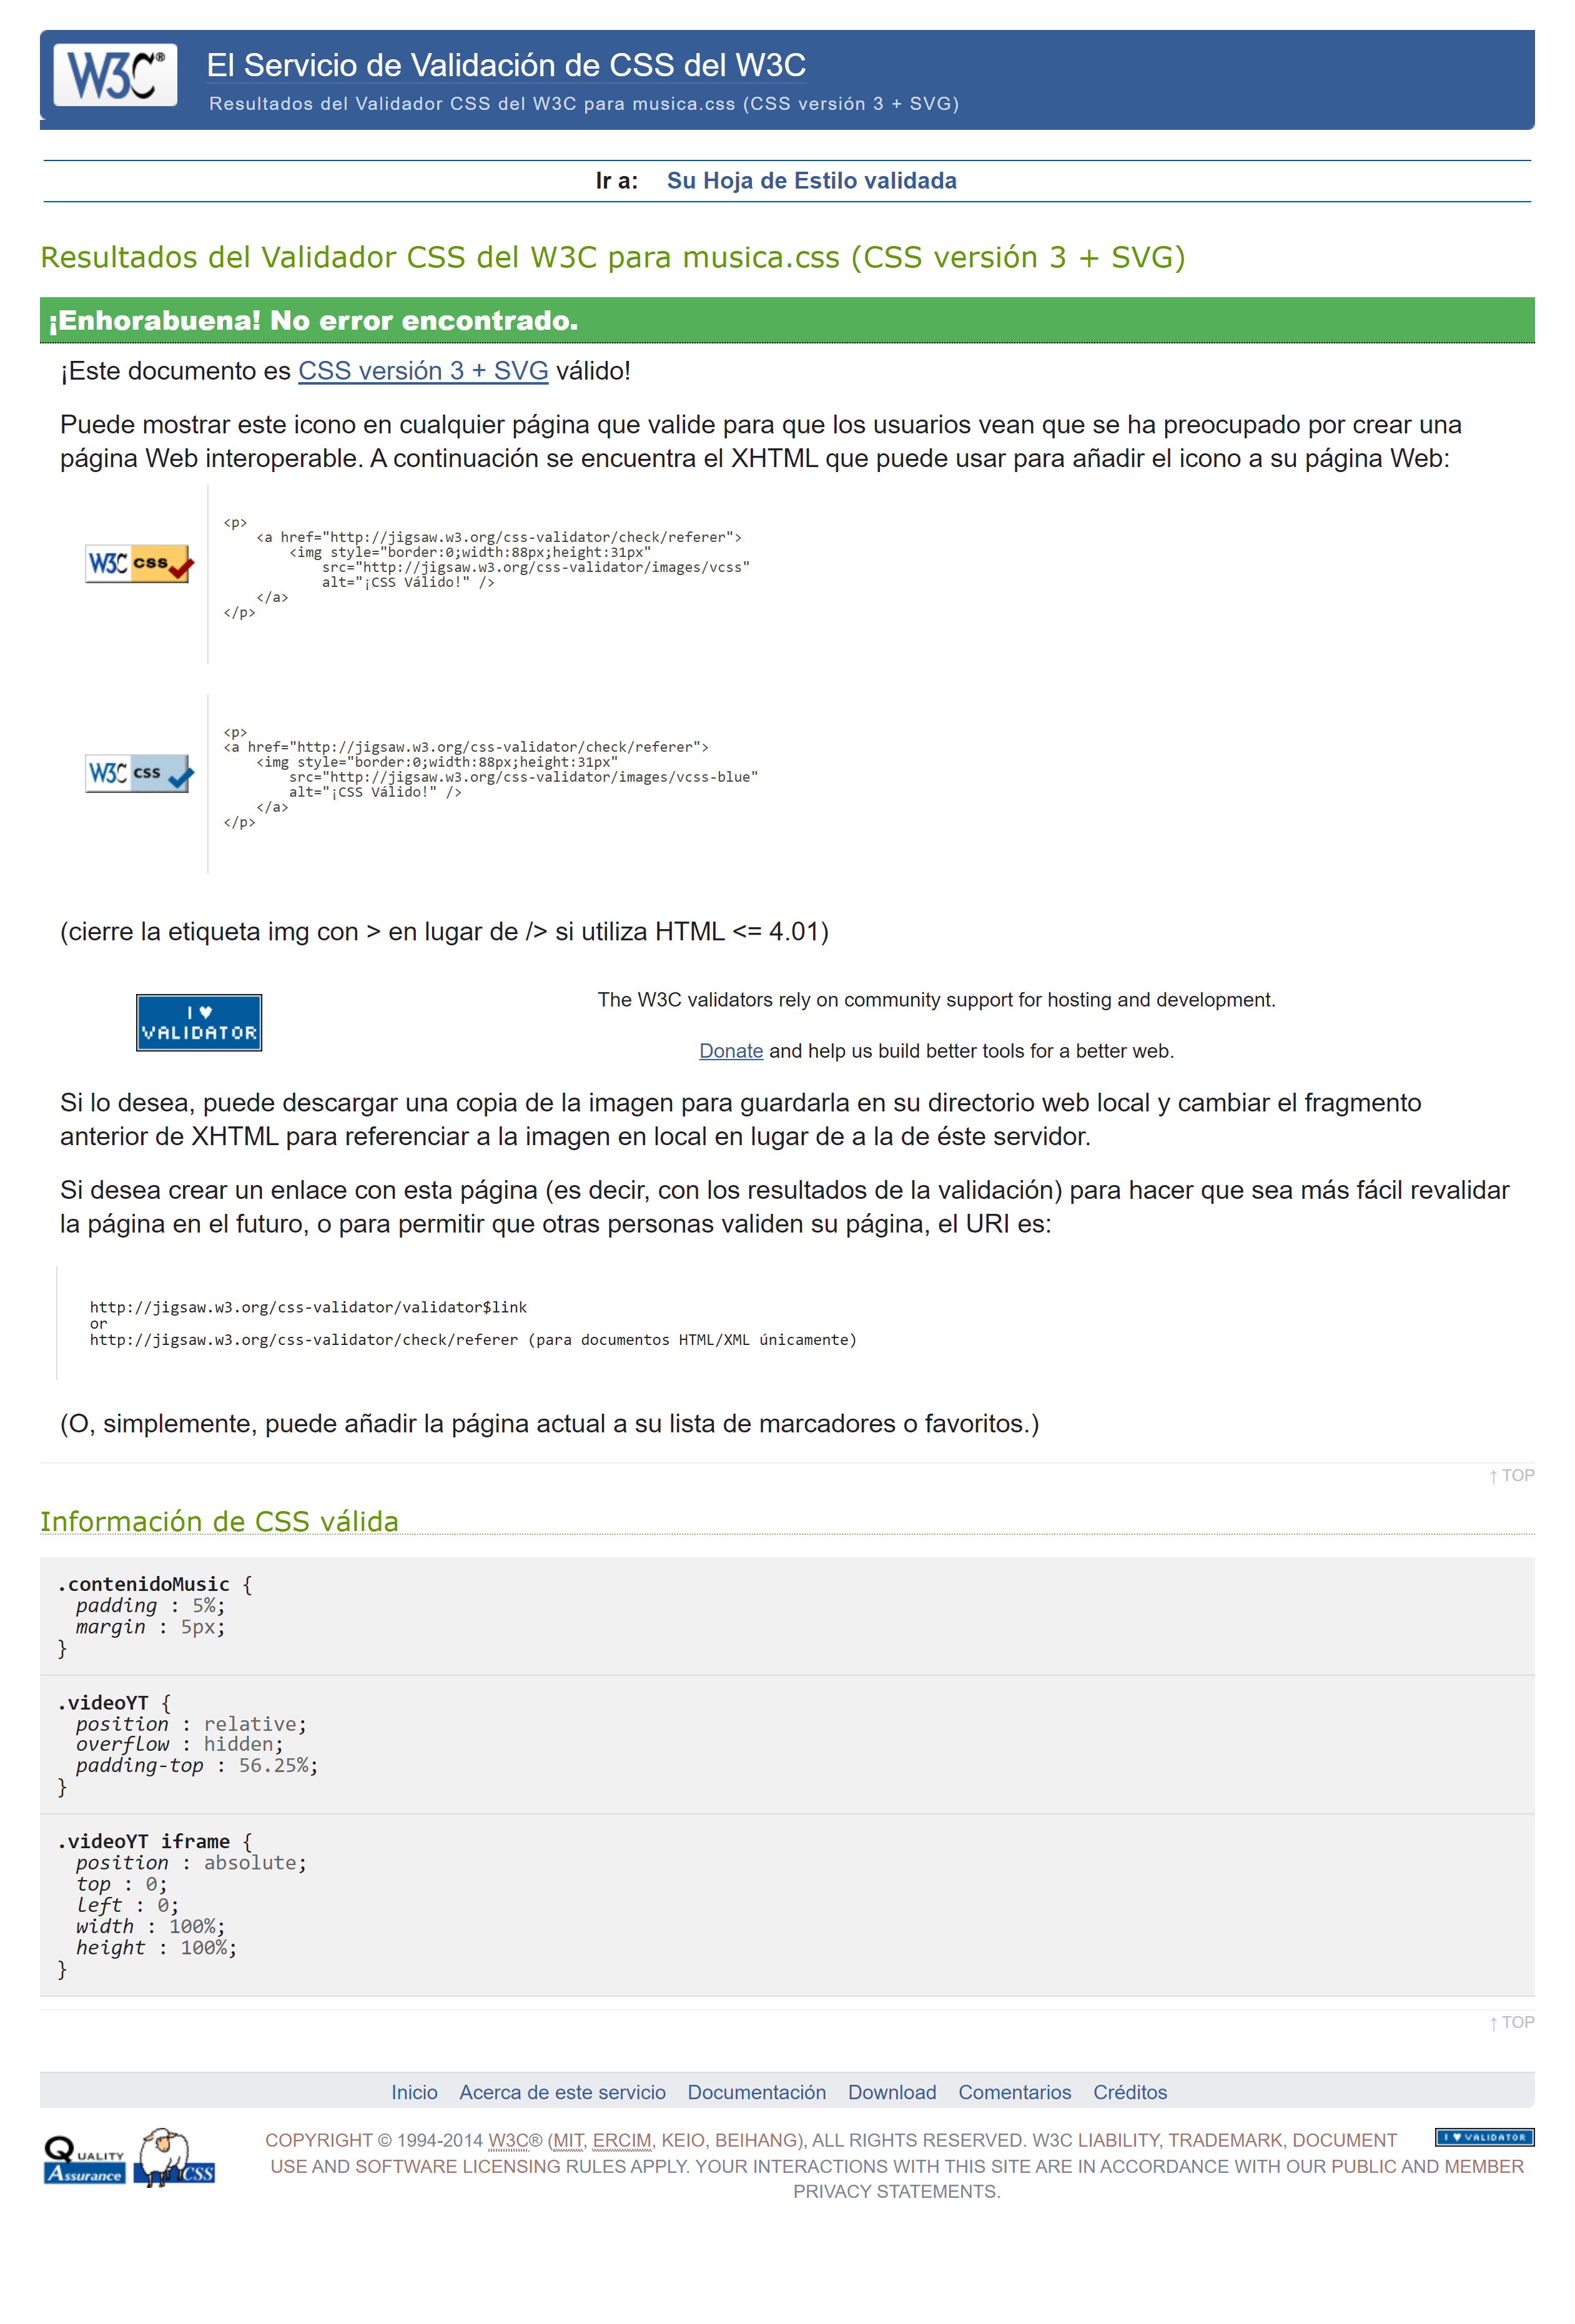 W3C®
El Servicio de Validación de CSS del W3C
Resultados del Validador CSS del W3C para musica.css (CSS versión 3 + SVG)
Ir a: Su Hoja de Estilo validada
Resultados del Validador CSS del W3C para musica.css (CSS versión 3 + SVG)
¡Enhorabuena! No error encontrado.
¡Este documento es CSS versión 3 + SVG válido!
Puede mostrar este icono en cualquier página que valide para que los usuarios vean que se ha preocupado por crear una
página Web interoperable. A continuación se encuentra el XHTML que puede usar para añadir el icono a su página Web:
W3C css
<p>
    <a href="http://jigsaw.w3.org/css-validator/check/referer">
        <img style="border:0;width:88px;height:31px"
            src="http://jigsaw.w3.org/css-validator/images/vcss"
            alt="¡CSS Válido!" />
    </a>
</p>
W3C css
<p>
<a href="http://jigsaw.w3.org/css-validator/check/referer">
    <img style="border:0;width:88px;height:31px"
        src="http://jigsaw.w3.org/css-validator/images/vcss-blue"
        alt="¡CSS Válido!" />
    </a>
</p>
(cierre la etiqueta img con > en lugar de /> si utiliza HTML <= 4.01)
I ♥
VALIDATOR
The W3C validators rely on community support for hosting and development.
Donate and help us build better tools for a better web.
Si lo desea, puede descargar una copia de la imagen para guardarla en su directorio web local y cambiar el fragmento
anterior de XHTML para referenciar a la imagen en local en lugar de a la de éste servidor.
Si desea crear un enlace con esta página (es decir, con los resultados de la validación) para hacer que sea más fácil revalidar
la página en el futuro, o para permitir que otras personas validen su página, el URI es:
http://jigsaw.w3.org/css-validator/validator$link
or
http://jigsaw.w3.org/css-validator/check/referer (para documentos HTML/XML únicamente)
(O, simplemente, puede añadir la página actual a su lista de marcadores o favoritos.)
↑ TOP
Información de CSS válida
.contenidoMusic {
padding : 5%;
margin : 5px;
}
.videoYT {
position : relative;
overflow : hidden;
padding-top : 56.25%;
}
.videoYT iframe {
position : absolute;
top : 0;
left : 0;
width : 100%;
height : 100%;
}
↑ TOP
Inicio Acerca de este servicio Documentación Download Comentarios Créditos
QUALITY
Assurance
CSS
COPYRIGHT © 1994-2014 W3C® (MIT, ERCIM, KEIO, BEIHANG), ALL RIGHTS RESERVED. W3C LIABILITY, TRADEMARK, DOCUMENT
USE AND SOFTWARE LICENSING RULES APPLY. YOUR INTERACTIONS WITH THIS SITE ARE IN ACCORDANCE WITH OUR PUBLIC AND MEMBER
PRIVACY STATEMENTS.
I ♥ VALIDATOR